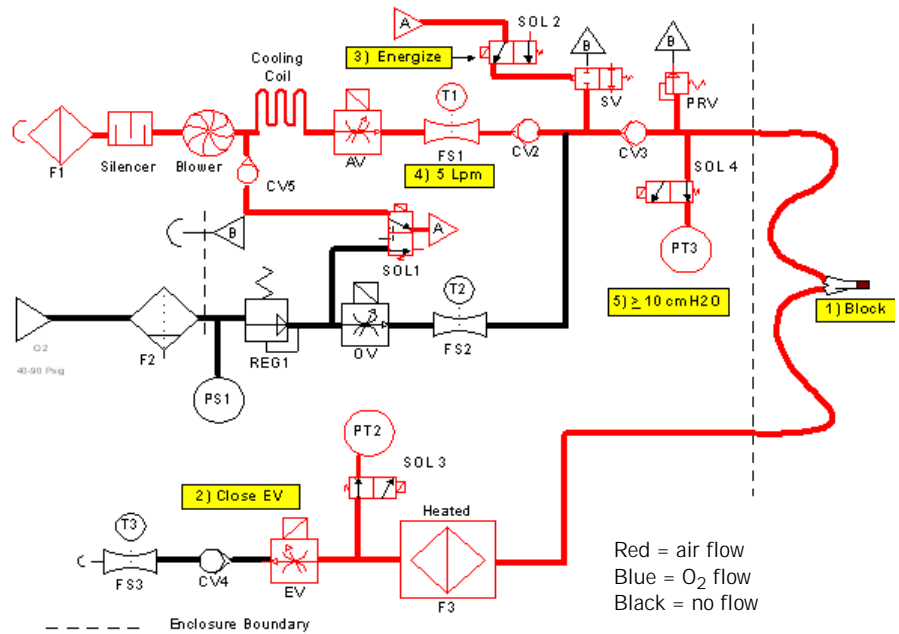 A
SOL 2
3) Energize
B
B
Cooling
Coil
T1
SV
PRV
F1
Silencer
Blower
AV
FS1
CV2
CV3
CV5
4) 5 Lpm
SOL 4
B
A
SOL1
PT3
T2
5) ≥ 10 cmH2O
1) Block
O2
40-90 Psig
F2
REG1
OV
FS2
PS1
PT2
SOL 3
2) Close EV
Heated
T3
FS3
CV4
EV
F3
Red = air flow
Blue = O₂ flow
Black = no flow
Enclosure Boundary